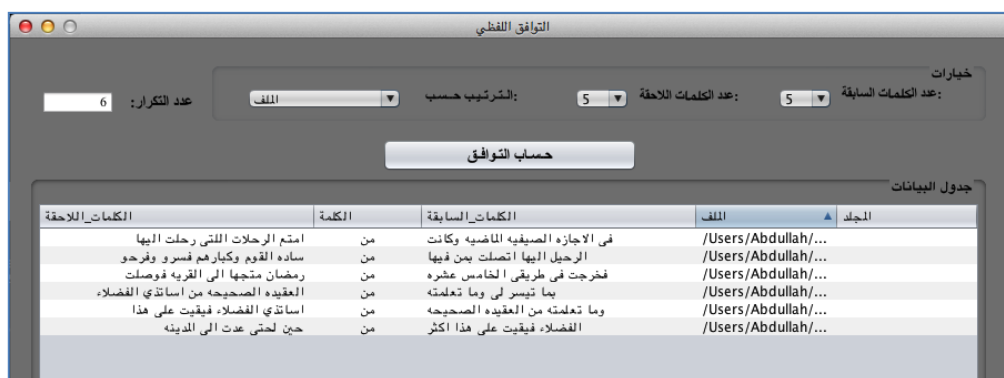 التوافق اللفظي
خيارات
عدد الكلمات السابقة: 5 عدد الكلمات اللاحقة: 5 الترتيب حسب: الملف عدد التكرار: 6
حساب التوافق
جدول البيانات
المجلد الملف الكلمات_السابقة الكلمة الكلمات_اللاحقة
/Users/Abdullah/... فى الاجازه الصيفيه الماضيه وكانت من امتع الرحلات اللتى رحلت اليها
/Users/Abdullah/... الرحيل اليها اتصلت بمن فيها من ساده القوم وكبارهم فسرو وفرحو
/Users/Abdullah/... فخرجت فى طريقى الخامس عشره من رمضان متجها الى القريه فوصلت
/Users/Abdullah/... بما تيسر لى وما تعلمته من العقيده الصحيحه من اساتذي الفضلاء
/Users/Abdullah/... وما تعلمته من العقيده الصحيحه من اساتذي الفضلاء فبقيت على هذا
/Users/Abdullah/... الفضلاء فبقيت على هذا اكثر من حين لحتى عدت الى المدينه